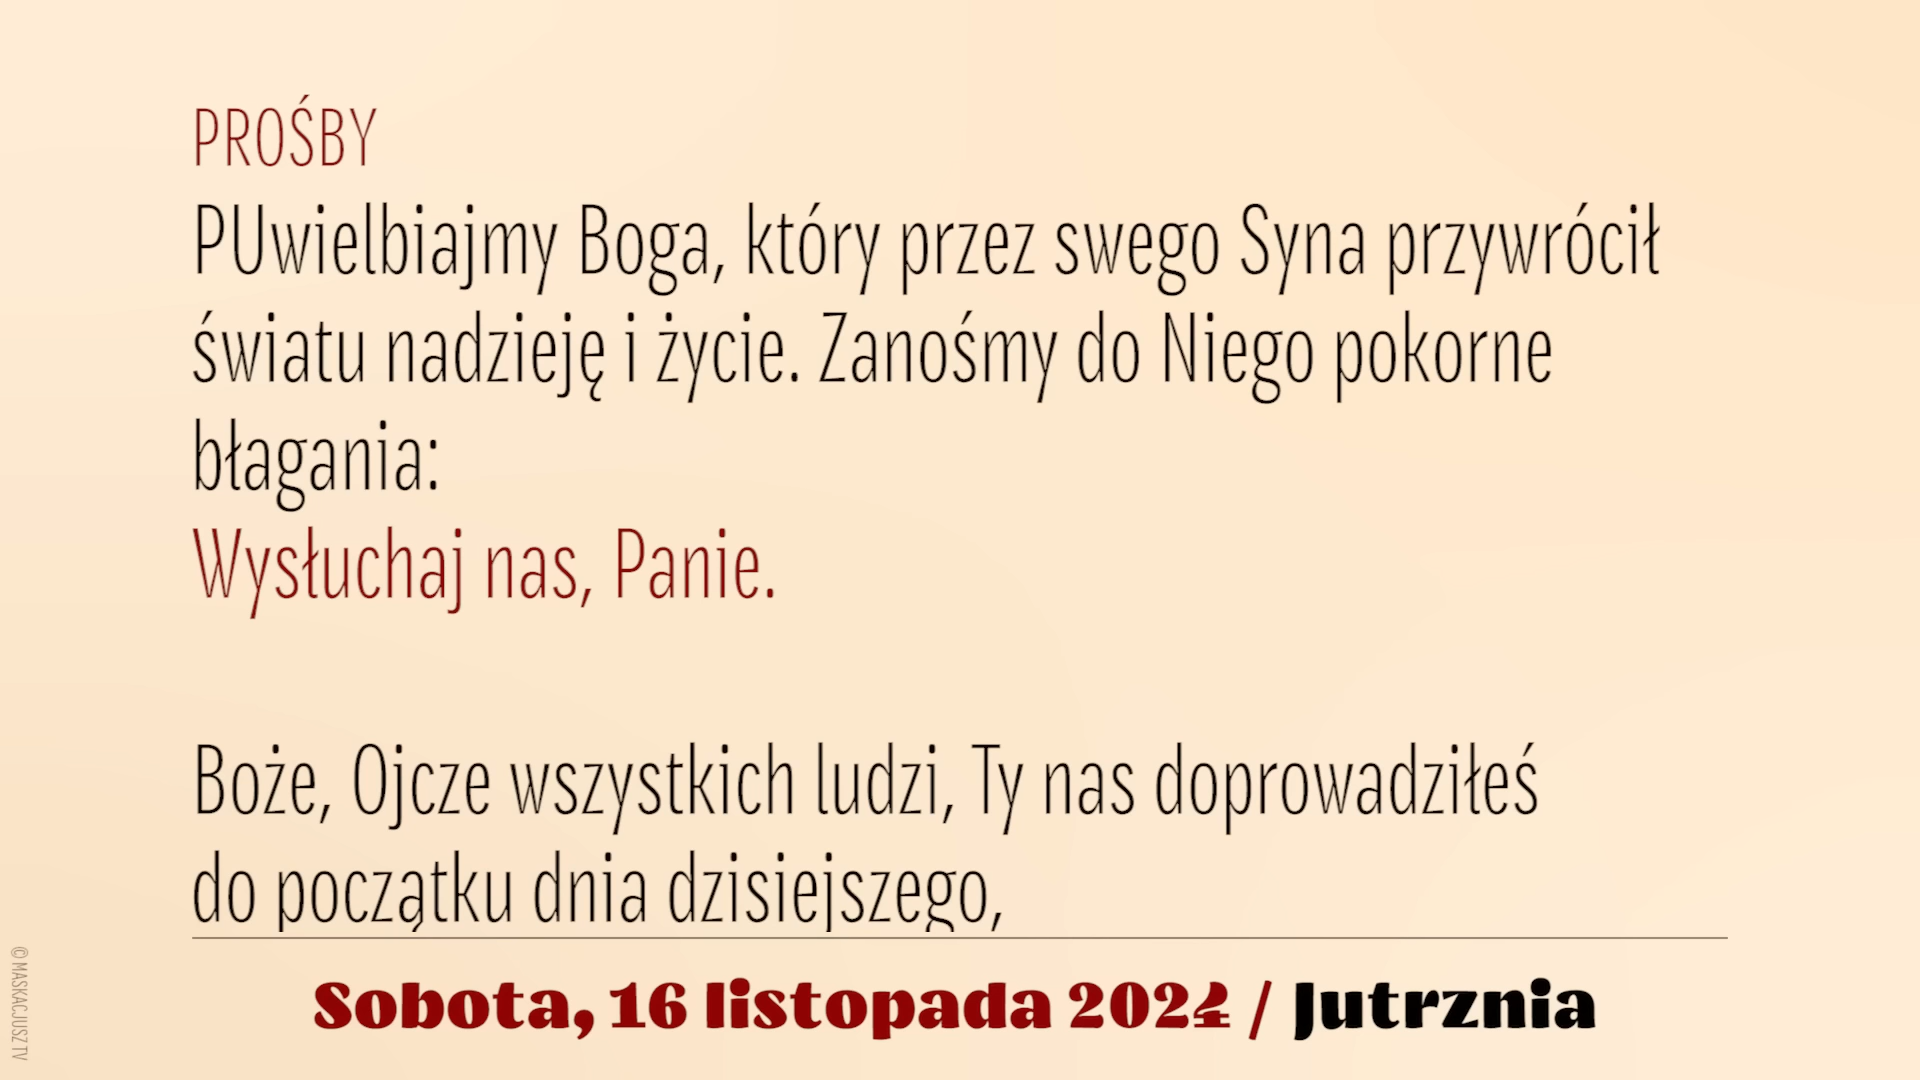 PROŚBY
PUwielbiajmy Boga, który przez swego Syna przywrócił
światu nadzieję i życie. Zanośmy do Niego pokorne
błagania:
Wysłuchaj nas, Panie.
Boże, Ojcze wszystkich ludzi, Ty nas doprowadziłeś
do początku dnia dzisiejszego,
Sobota, 16 listopada 2024 / Jutrznia
© MASKACJUSZ TV